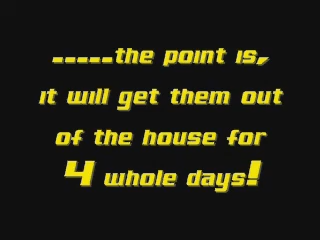 .....the point is,
it will get them out
of the house for
4 whole days!